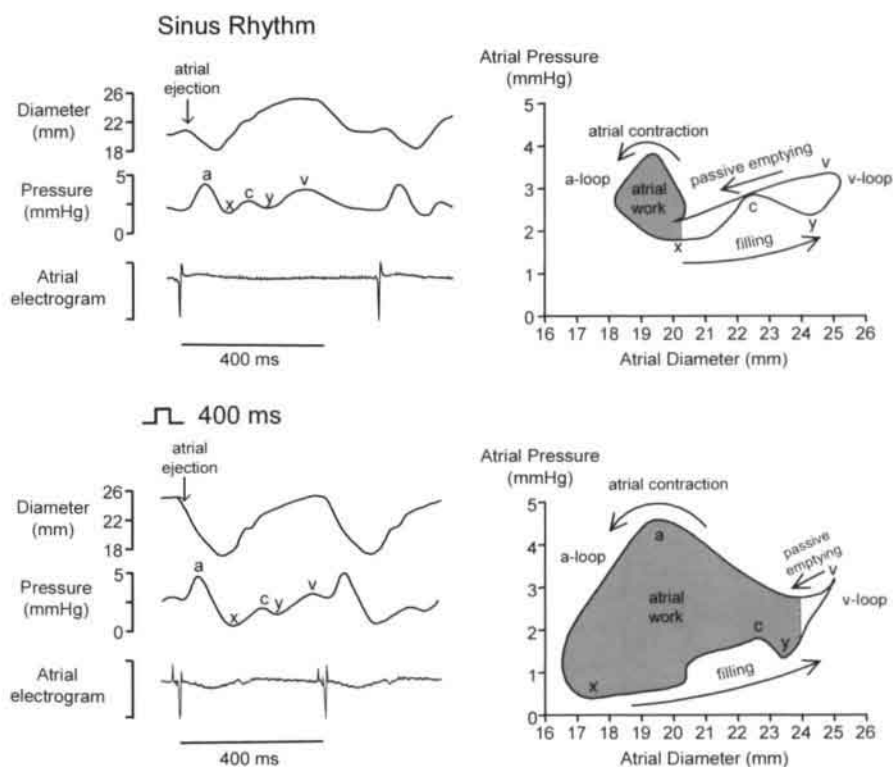 Sinus Rhythm
atrial
ejection
Diameter
(mm)
26
22
18
Pressure
(mmHg)
5
0
a
x
c
y
v
Atrial
electrogram
400 ms
Atrial Pressure
(mmHg)
5
4
3
2
1
0
atrial contraction
a-loop
atrial
work
passive emptying
v
v-loop
c
y
x
filling
16 17 18 19 20 21 22 23 24 25 26
Atrial Diameter (mm)
400 ms
atrial
ejection
Diameter
(mm)
26
22
18
Pressure
(mmHg)
5
0
a
x
c
y
v
Atrial
electrogram
400 ms
Atrial Pressure
(mmHg)
5
4
3
2
1
0
atrial contraction
a-loop
a
atrial
work
passive
emptying
v
v-loop
c
y
x
filling
16 17 18 19 20 21 22 23 24 25 26
Atrial Diameter (mm)